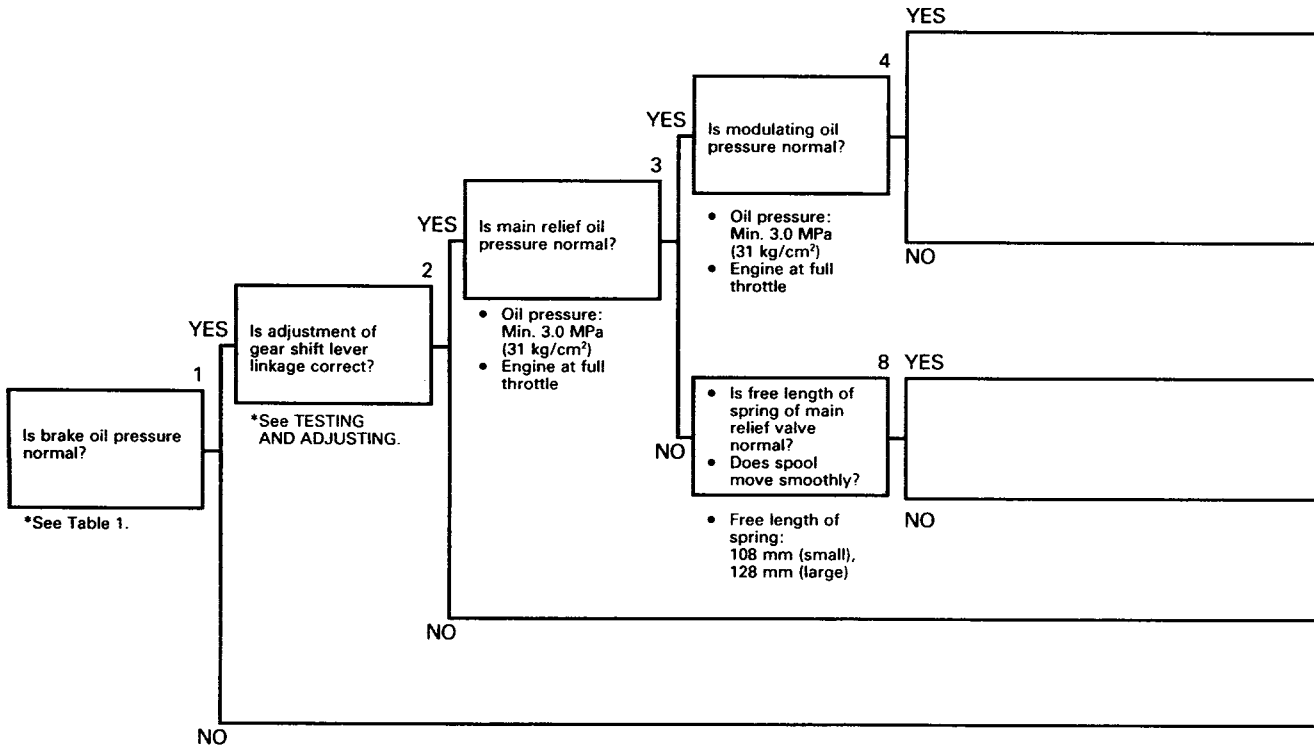 1
Is brake oil pressure
normal?
*See Table 1.
YES
2
Is adjustment of
gear shift lever
linkage correct?
*See TESTING
AND ADJUSTING.
YES
3
Is main relief oil
pressure normal?
• Oil pressure:
Min. 3.0 MPa
(31 kg/cm²)
• Engine at full
throttle
YES
4
Is modulating oil
pressure normal?
• Oil pressure:
Min. 3.0 MPa
(31 kg/cm²)
• Engine at full
throttle
YES
NO
NO
8
• Is free length of
spring of main
relief valve
normal?
• Does spool
move smoothly?
• Free length of
spring:
108 mm (small),
128 mm (large)
YES
NO
NO
NO